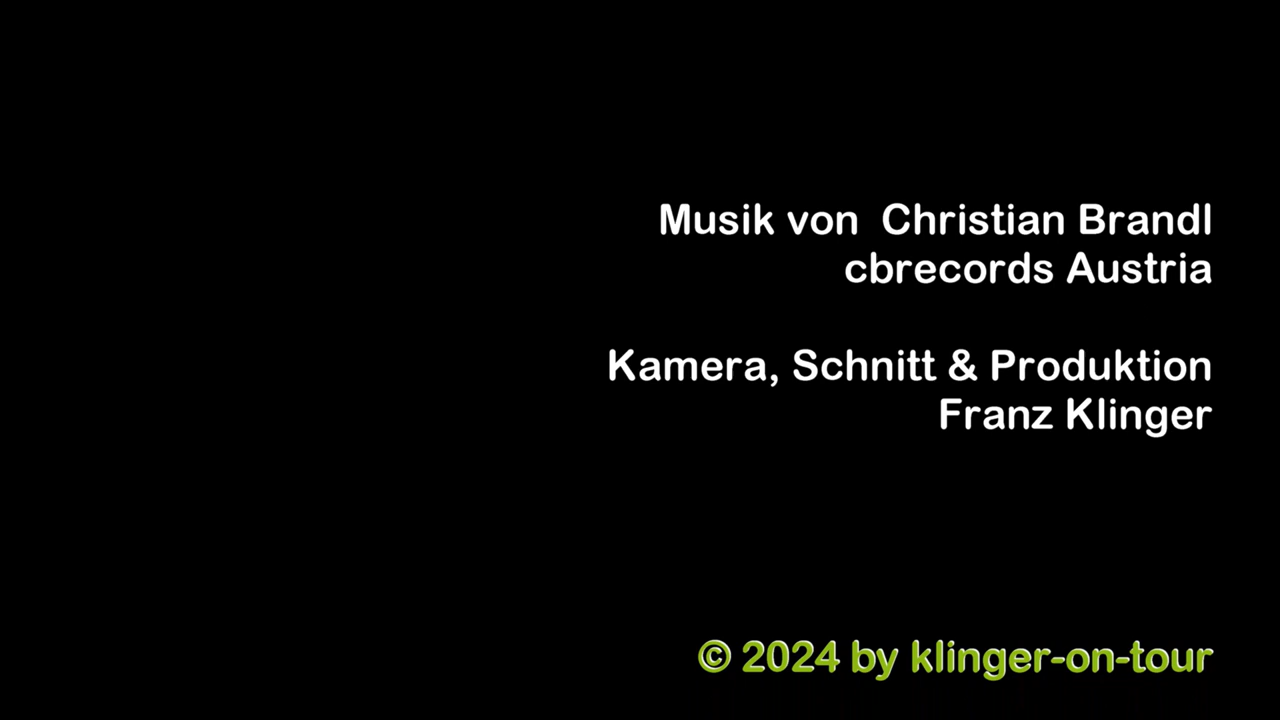 Musik von  Christian Brandl
cbrecords Austria
Kamera, Schnitt & Produktion
Franz Klinger
© 2024 by klinger-on-tour